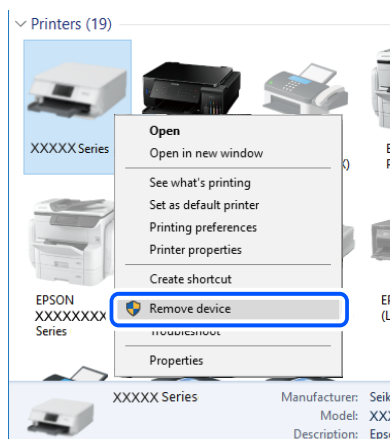 Printers (19)
XXXXX Series
Open
Open in new window
See what's printing
Set as default printer
Printing preferences
Printer properties
Create shortcut
Remove device
Troubleshoot
Properties
EPSON
XXXXXXXX
Series
XXXXX Series
Manufacturer:
Model:
Description: